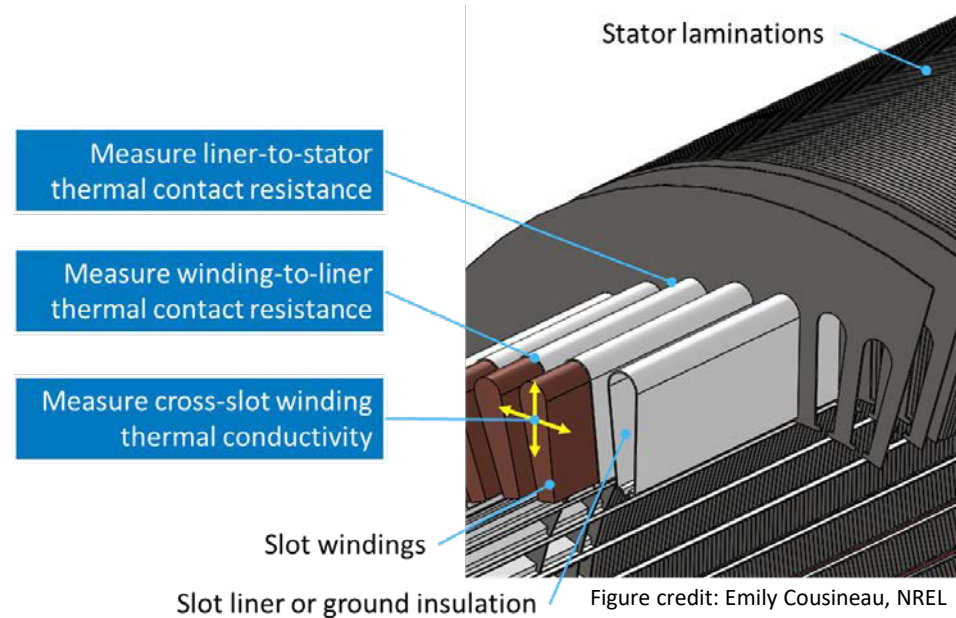 Stator laminations
Measure liner-to-stator
thermal contact resistance
Measure winding-to-liner
thermal contact resistance
Measure cross-slot winding
thermal conductivity
Slot windings
Slot liner or ground insulation
Figure credit: Emily Cousineau, NREL